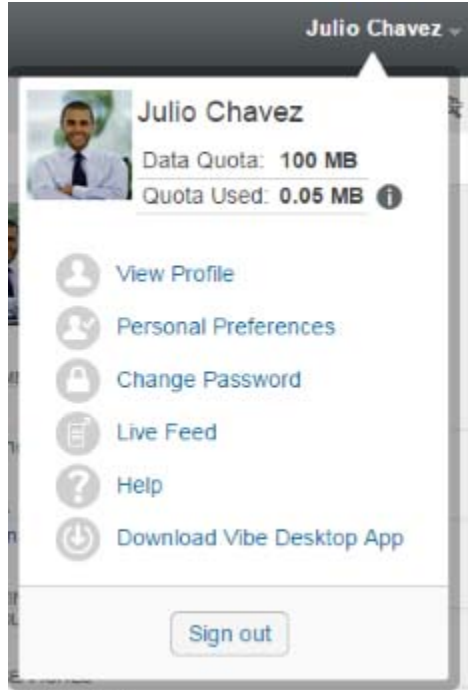 Julio Chavez
Julio Chavez
Data Quota: 100 MB
Quota Used: 0.05 MB
View Profile
Personal Preferences
Change Password
Live Feed
Help
Download Vibe Desktop App
Sign out